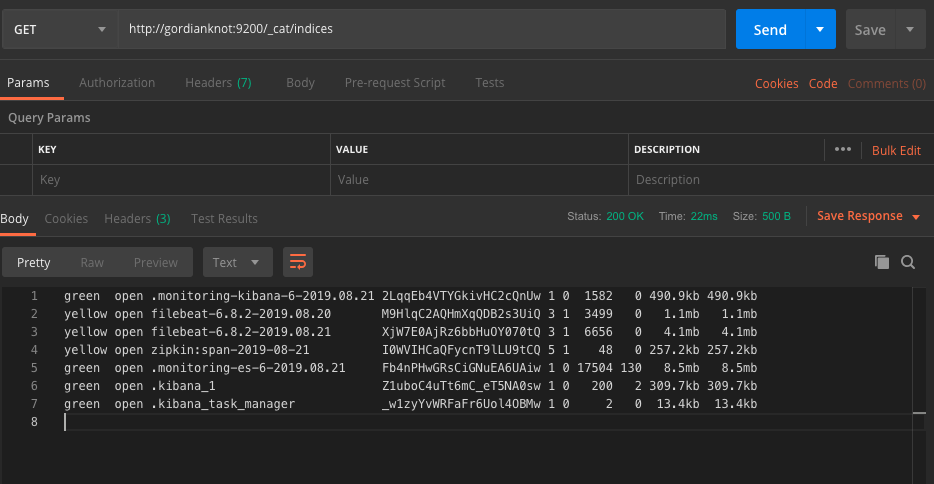 GET http://gordianknot:9200/_cat/indices Send Save
Params Authorization Headers (7) Body Pre-request Script Tests Cookies Code Comments (0)
Query Params
KEY VALUE DESCRIPTION ••• Bulk Edit
Key Value Description
Body Cookies Headers (3) Test Results Status: 200 OK Time: 22ms Size: 500 B Save Response
Pretty Raw Preview Text
1 green open .monitoring-kibana-6-2019.08.21 2LqqEb4VTYGkivHC2cQnUw 1 0 1582 0 490.9kb 490.9kb
2 yellow open filebeat-6.8.2-2019.08.20 M9HlqC2AQHmXqQDB2s3UiQ 3 1 3499 0 1.1mb 1.1mb
3 yellow open filebeat-6.8.2-2019.08.21 XjW7E0AjRz6bbHuOY070tQ 3 1 6656 0 4.1mb 4.1mb
4 yellow open zipkin:span-2019-08-21 I0WVIHCaQFycnT9lLU9tCQ 5 1 48 0 257.2kb 257.2kb
5 green open .monitoring-es-6-2019.08.21 Fb4nPHwGRsCiGNuEA6UAiw 1 0 17504 130 8.5mb 8.5mb
6 green open .kibana_1 Z1uboC4uTt6mC_eT5NA0sw 1 0 200 2 309.7kb 309.7kb
7 green open .kibana_task_manager _w1zyYvWRFaFr6Uol4OBMw 1 0 2 0 13.4kb 13.4kb
8